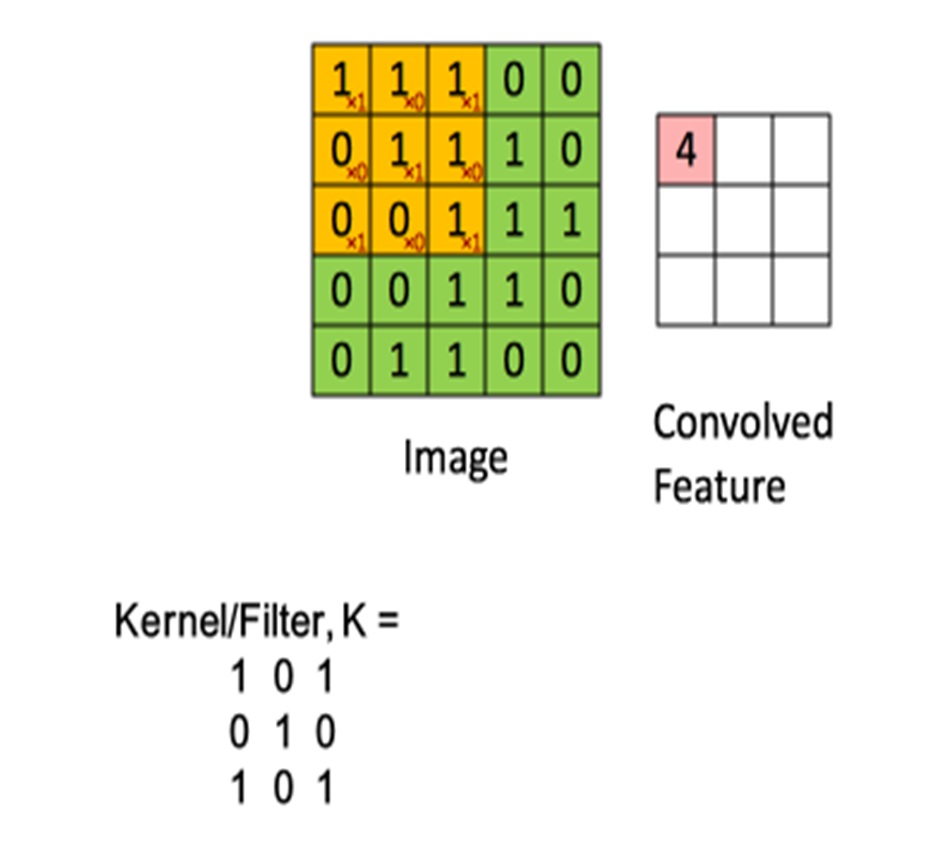 1×1 1×0 1×1 0 0
0×0 1×1 1×0 1 0
0×1 0×0 1×1 1 1
0 0 1 1 0
0 1 1 0 0
Image
4
Convolved
Feature
Kernel/Filter, K =
1 0 1
0 1 0
1 0 1